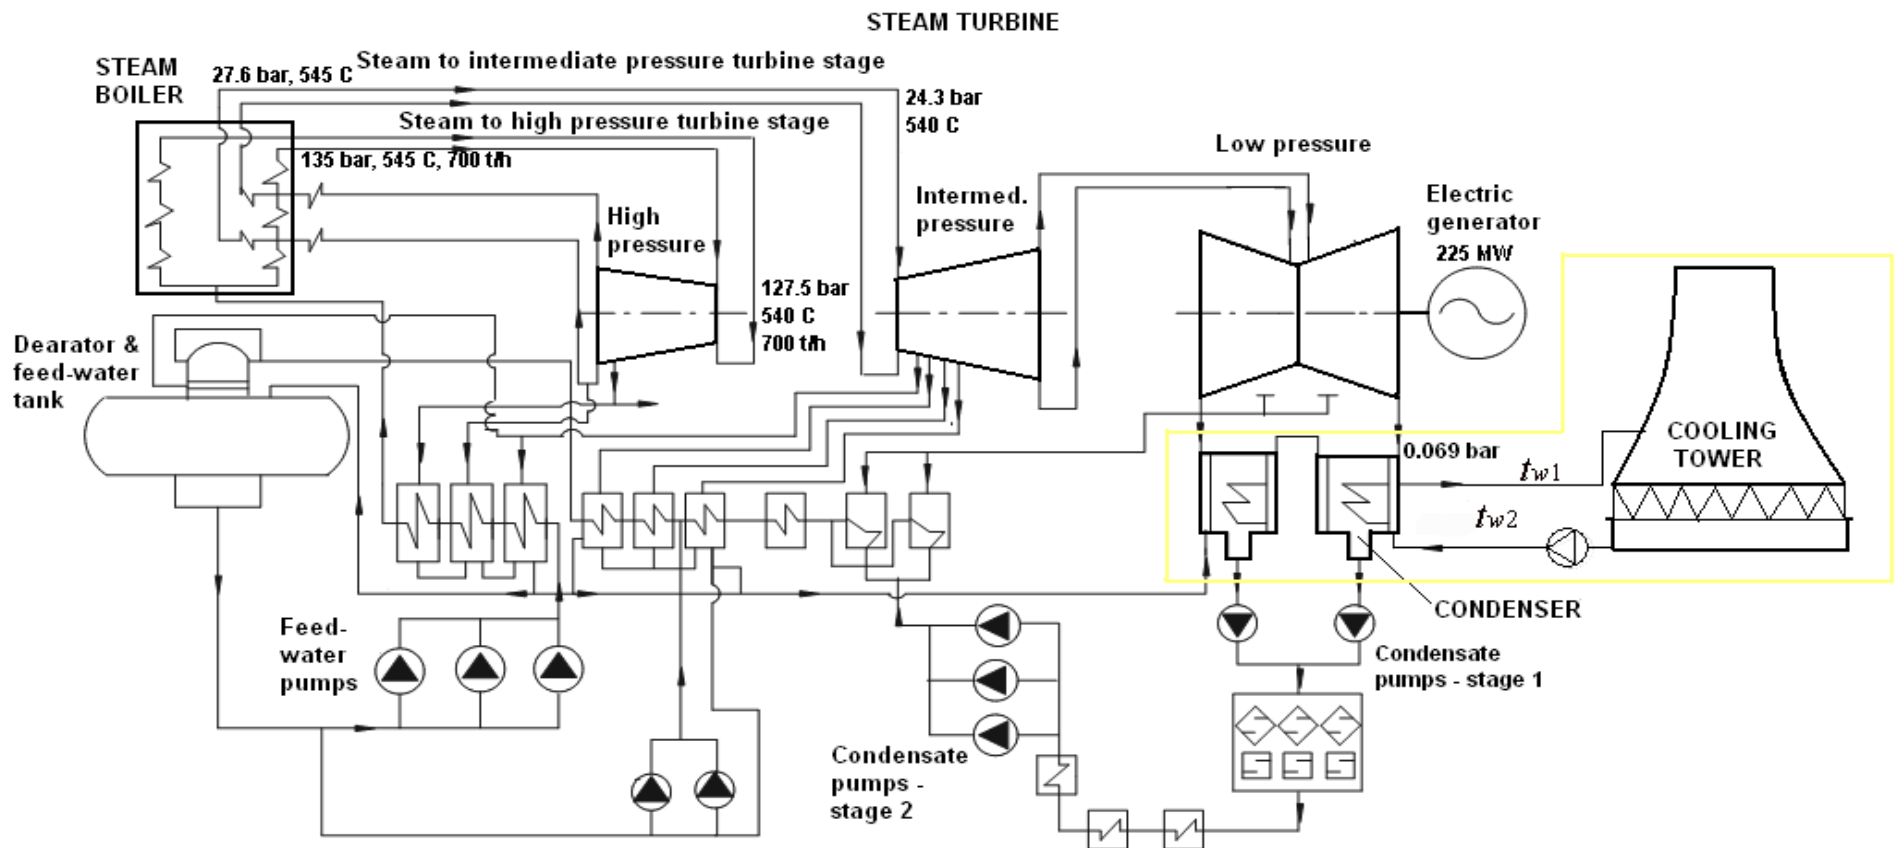 STEAM TURBINE
STEAM
BOILER
27.6 bar, 545 C
Steam to intermediate pressure turbine stage
24.3 bar
540 C
Steam to high pressure turbine stage
135 bar, 545 C, 700 t/h
Low pressure
High
pressure
Intermed.
pressure
Electric
generator
225 MW
127.5 bar
540 C
700 t/h
Dearator &
feed-water
tank
COOLING
TOWER
0.069 bar
tw1
tw2
CONDENSER
Feed-
water
pumps
Condensate
pumps - stage 1
Condensate
pumps -
stage 2